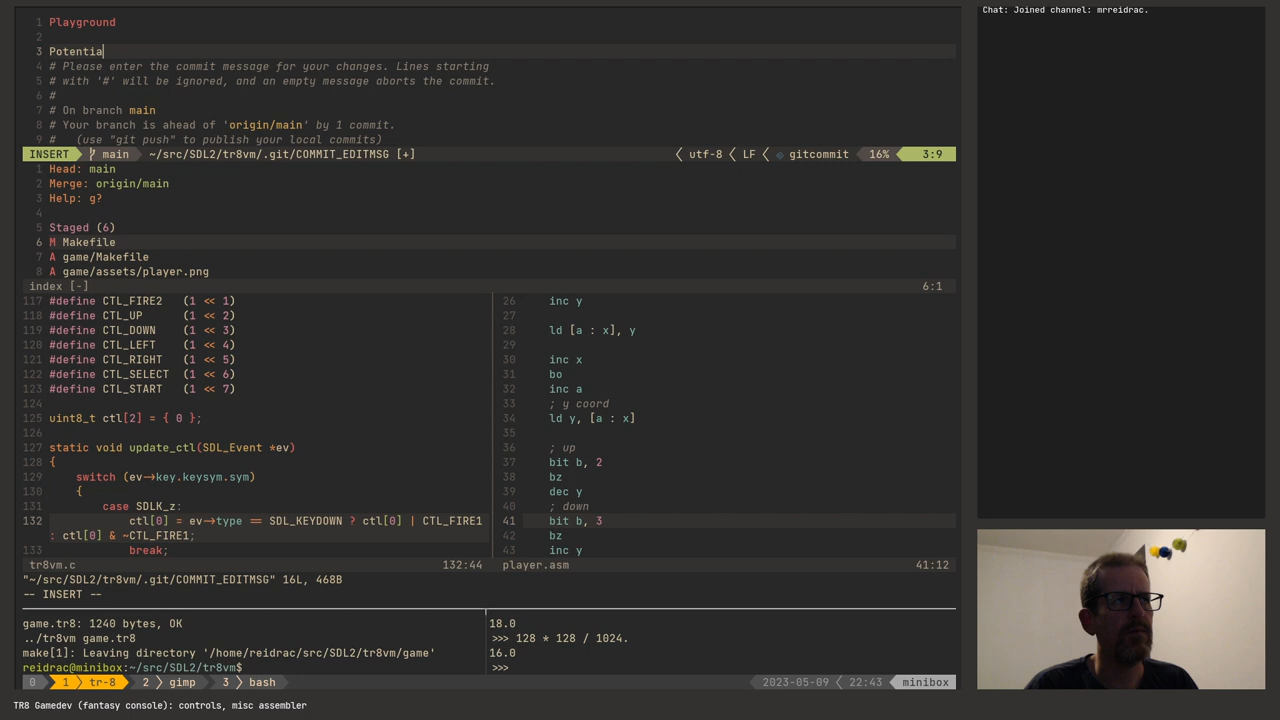 1 Playground
2
3 Potentia
4 # Please enter the commit message for your changes. Lines starting
5 # with '#' will be ignored, and an empty message aborts the commit.
6 #
7 # On branch main
8 # Your branch is ahead of 'origin/main' by 1 commit.
9 #   (use "git push" to publish your local commits)
INSERT main ~/src/SDL2/tr8vm/.git/COMMIT_EDITMSG [+] utf-8 LF gitcommit 16% 3:9
1 Head: main
2 Merge: origin/main
3 Help: g?
4
5 Staged (6)
6 M Makefile
7 A game/Makefile
8 A game/assets/player.png
index [-] 6:1
117 #define CTL_FIRE2   (1 << 1)
118 #define CTL_UP      (1 << 2)
119 #define CTL_DOWN    (1 << 3)
120 #define CTL_LEFT    (1 << 4)
121 #define CTL_RIGHT   (1 << 5)
122 #define CTL_SELECT  (1 << 6)
123 #define CTL_START   (1 << 7)
124
125 uint8_t ctl[2] = { 0 };
126
127 static void update_ctl(SDL_Event *ev)
128 {
129     switch (ev->key.keysym.sym)
130     {
131         case SDLK_z:
132             ctl[0] = ev->type == SDL_KEYDOWN ? ctl[0] | CTL_FIRE1
: ctl[0] & ~CTL_FIRE1;
133             break;
tr8vm.c 132:44
26     inc y
27
28     ld [a : x], y
29
30     inc x
31     bo
32     inc a
33     ; y coord
34     ld y, [a : x]
35
36     ; up
37     bit b, 2
38     bz
39     dec y
40     ; down
41     bit b, 3
42     bz
43     inc y
player.asm 41:12
"~/src/SDL2/tr8vm/.git/COMMIT_EDITMSG" 16L, 468B
-- INSERT --
game.tr8: 1240 bytes, OK
../tr8vm game.tr8
make[1]: Leaving directory '/home/reidrac/src/SDL2/tr8vm/game'
reidrac@minibox:~/src/SDL2/tr8vm$
18.0
>>> 128 * 128 / 1024.
16.0
>>>
0 1 tr-8 2 gimp 3 bash 2023-05-09 22:43 minibox
TR8 Gamedev (fantasy console): controls, misc assembler
Chat: Joined channel: mrreidrac.